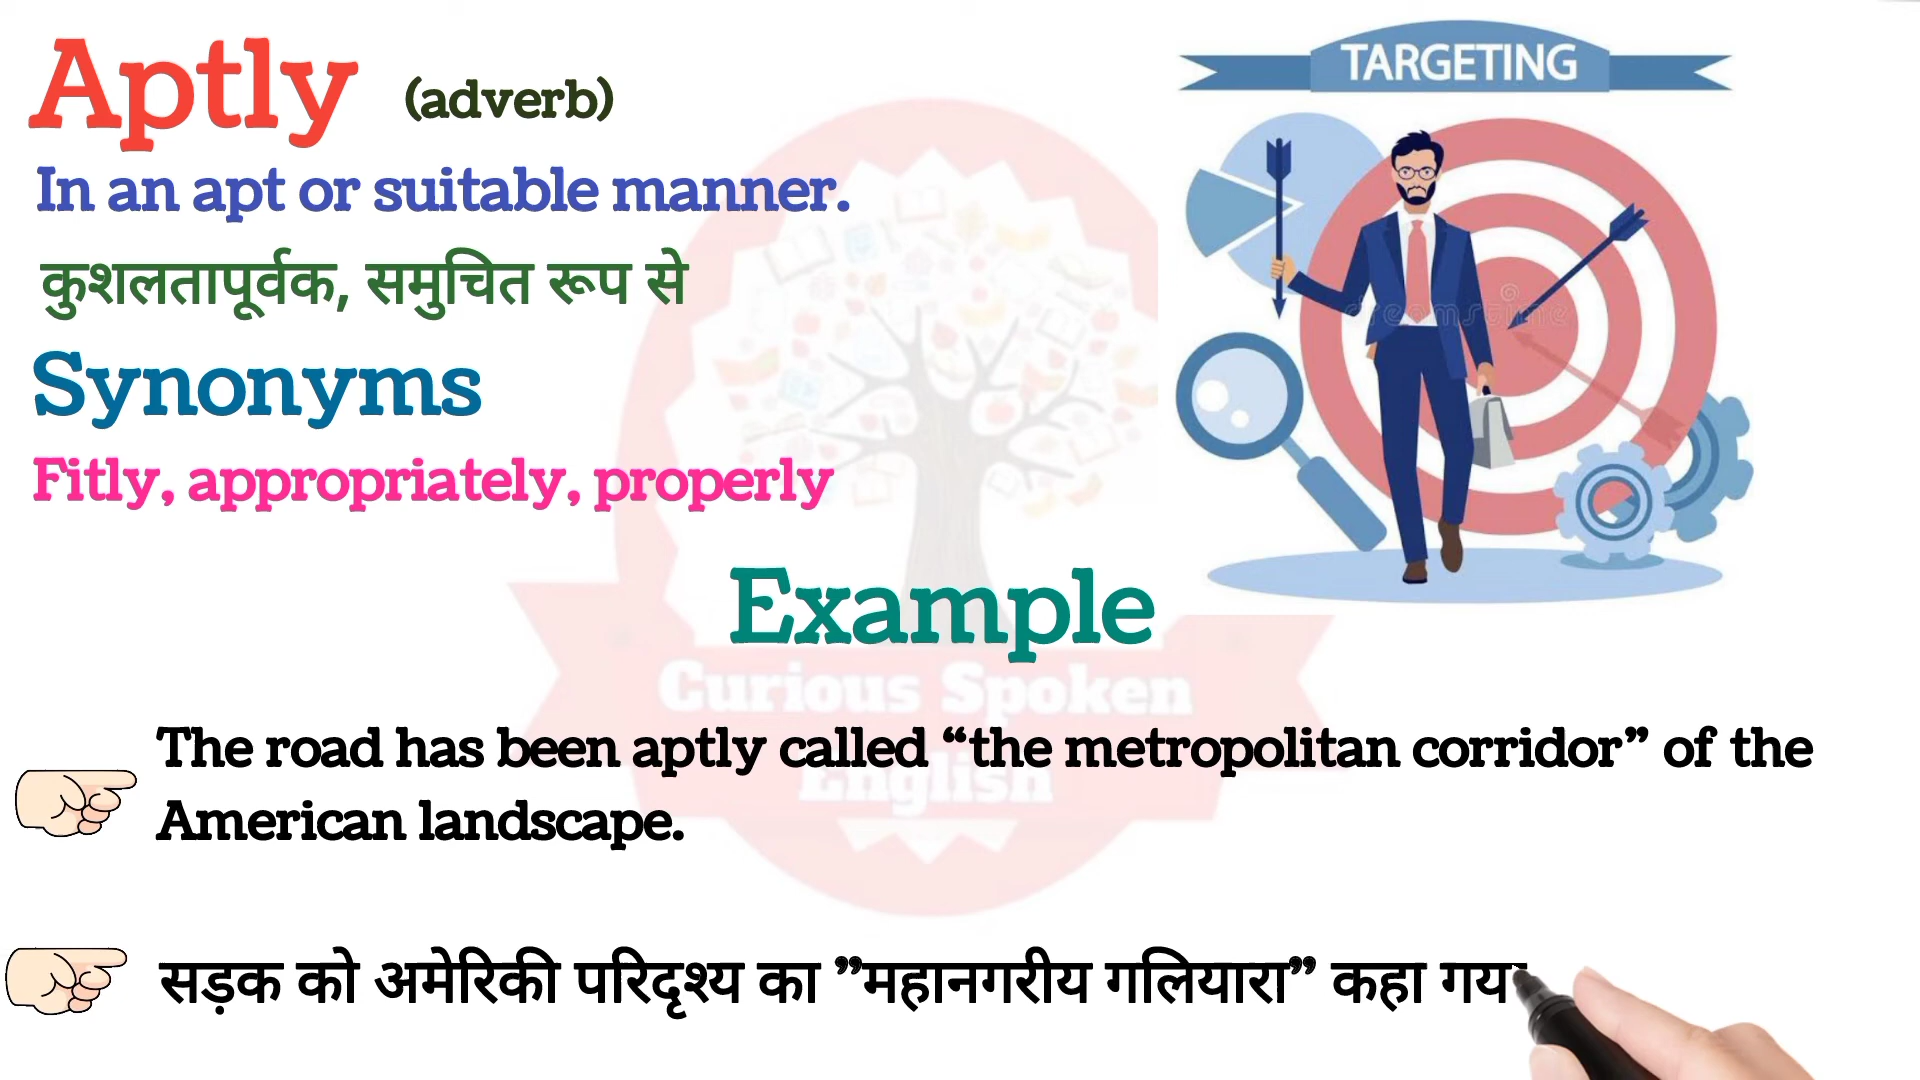 Aptly (adverb)
In an apt or suitable manner.
कुशलतापूर्वक, समुचित रूप से
Synonyms
Fitly, appropriately, properly
TARGETING
dreamstime
Example
Curious Spoken
English
The road has been aptly called “the metropolitan corridor” of the
American landscape.
सड़क को अमेरिकी परिदृश्य का ”महानगरीय गलियारा” कहा